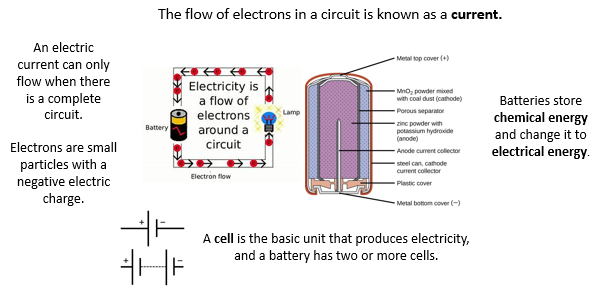 The flow of electrons in a circuit is known as a current.
An electric
current can only
flow when there
is a complete
circuit.
Electrons are small
particles with a
negative electric
charge.
Electricity is
a flow of
electrons
around a
circuit
Battery
Lamp
Electron flow
Metal top cover (+)
MnO₂ powder mixed
with coal dust (cathode)
Porous separator
zinc powder with
potassium hydroxide
(anode)
Anode current collector
steel can, cathode
current collector
Plastic cover
Metal bottom cover (−)
Batteries store
chemical energy
and change it to
electrical energy.
+ -
+ -
A cell is the basic unit that produces electricity,
and a battery has two or more cells.